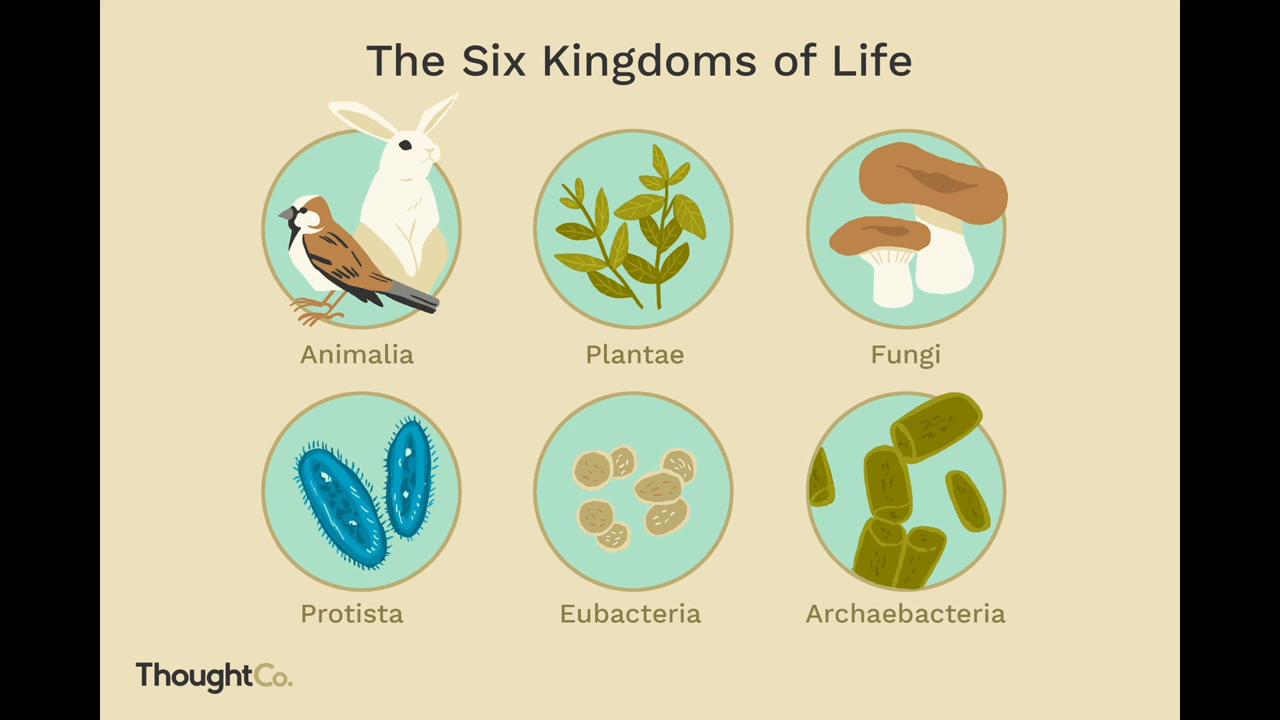 The Six Kingdoms of Life
Animalia
Plantae
Fungi
Protista
Eubacteria
Archaebacteria
ThoughtCo.